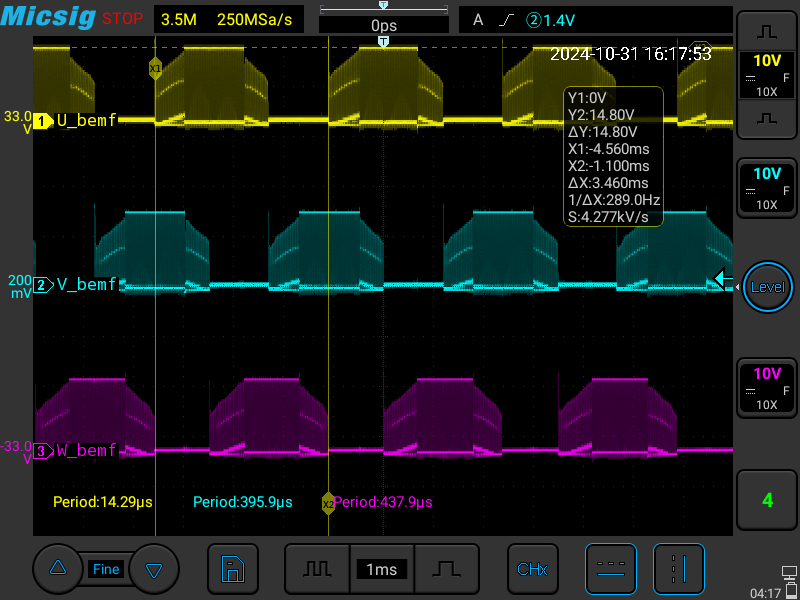 Micsig STOP 3.5M 250MSa/s 0ps A ②1.4V
2024-10-31 16:17:53
10V
F
10X
33.0
V
1 U_bemf
X1
Y1:0V
Y2:14.80V
ΔY:14.80V
X1:-4.560ms
X2:-1.100ms
ΔX:3.460ms
1/ΔX:289.0Hz
S:4.277kV/s
10V
F
10X
200
mV
2 V_bemf
Level
10V
F
10X
-33.0
V
3 W_bemf
Period:14.29µs Period:395.9µs X2 Period:437.9µs
4
Fine 1ms CHx
04:17